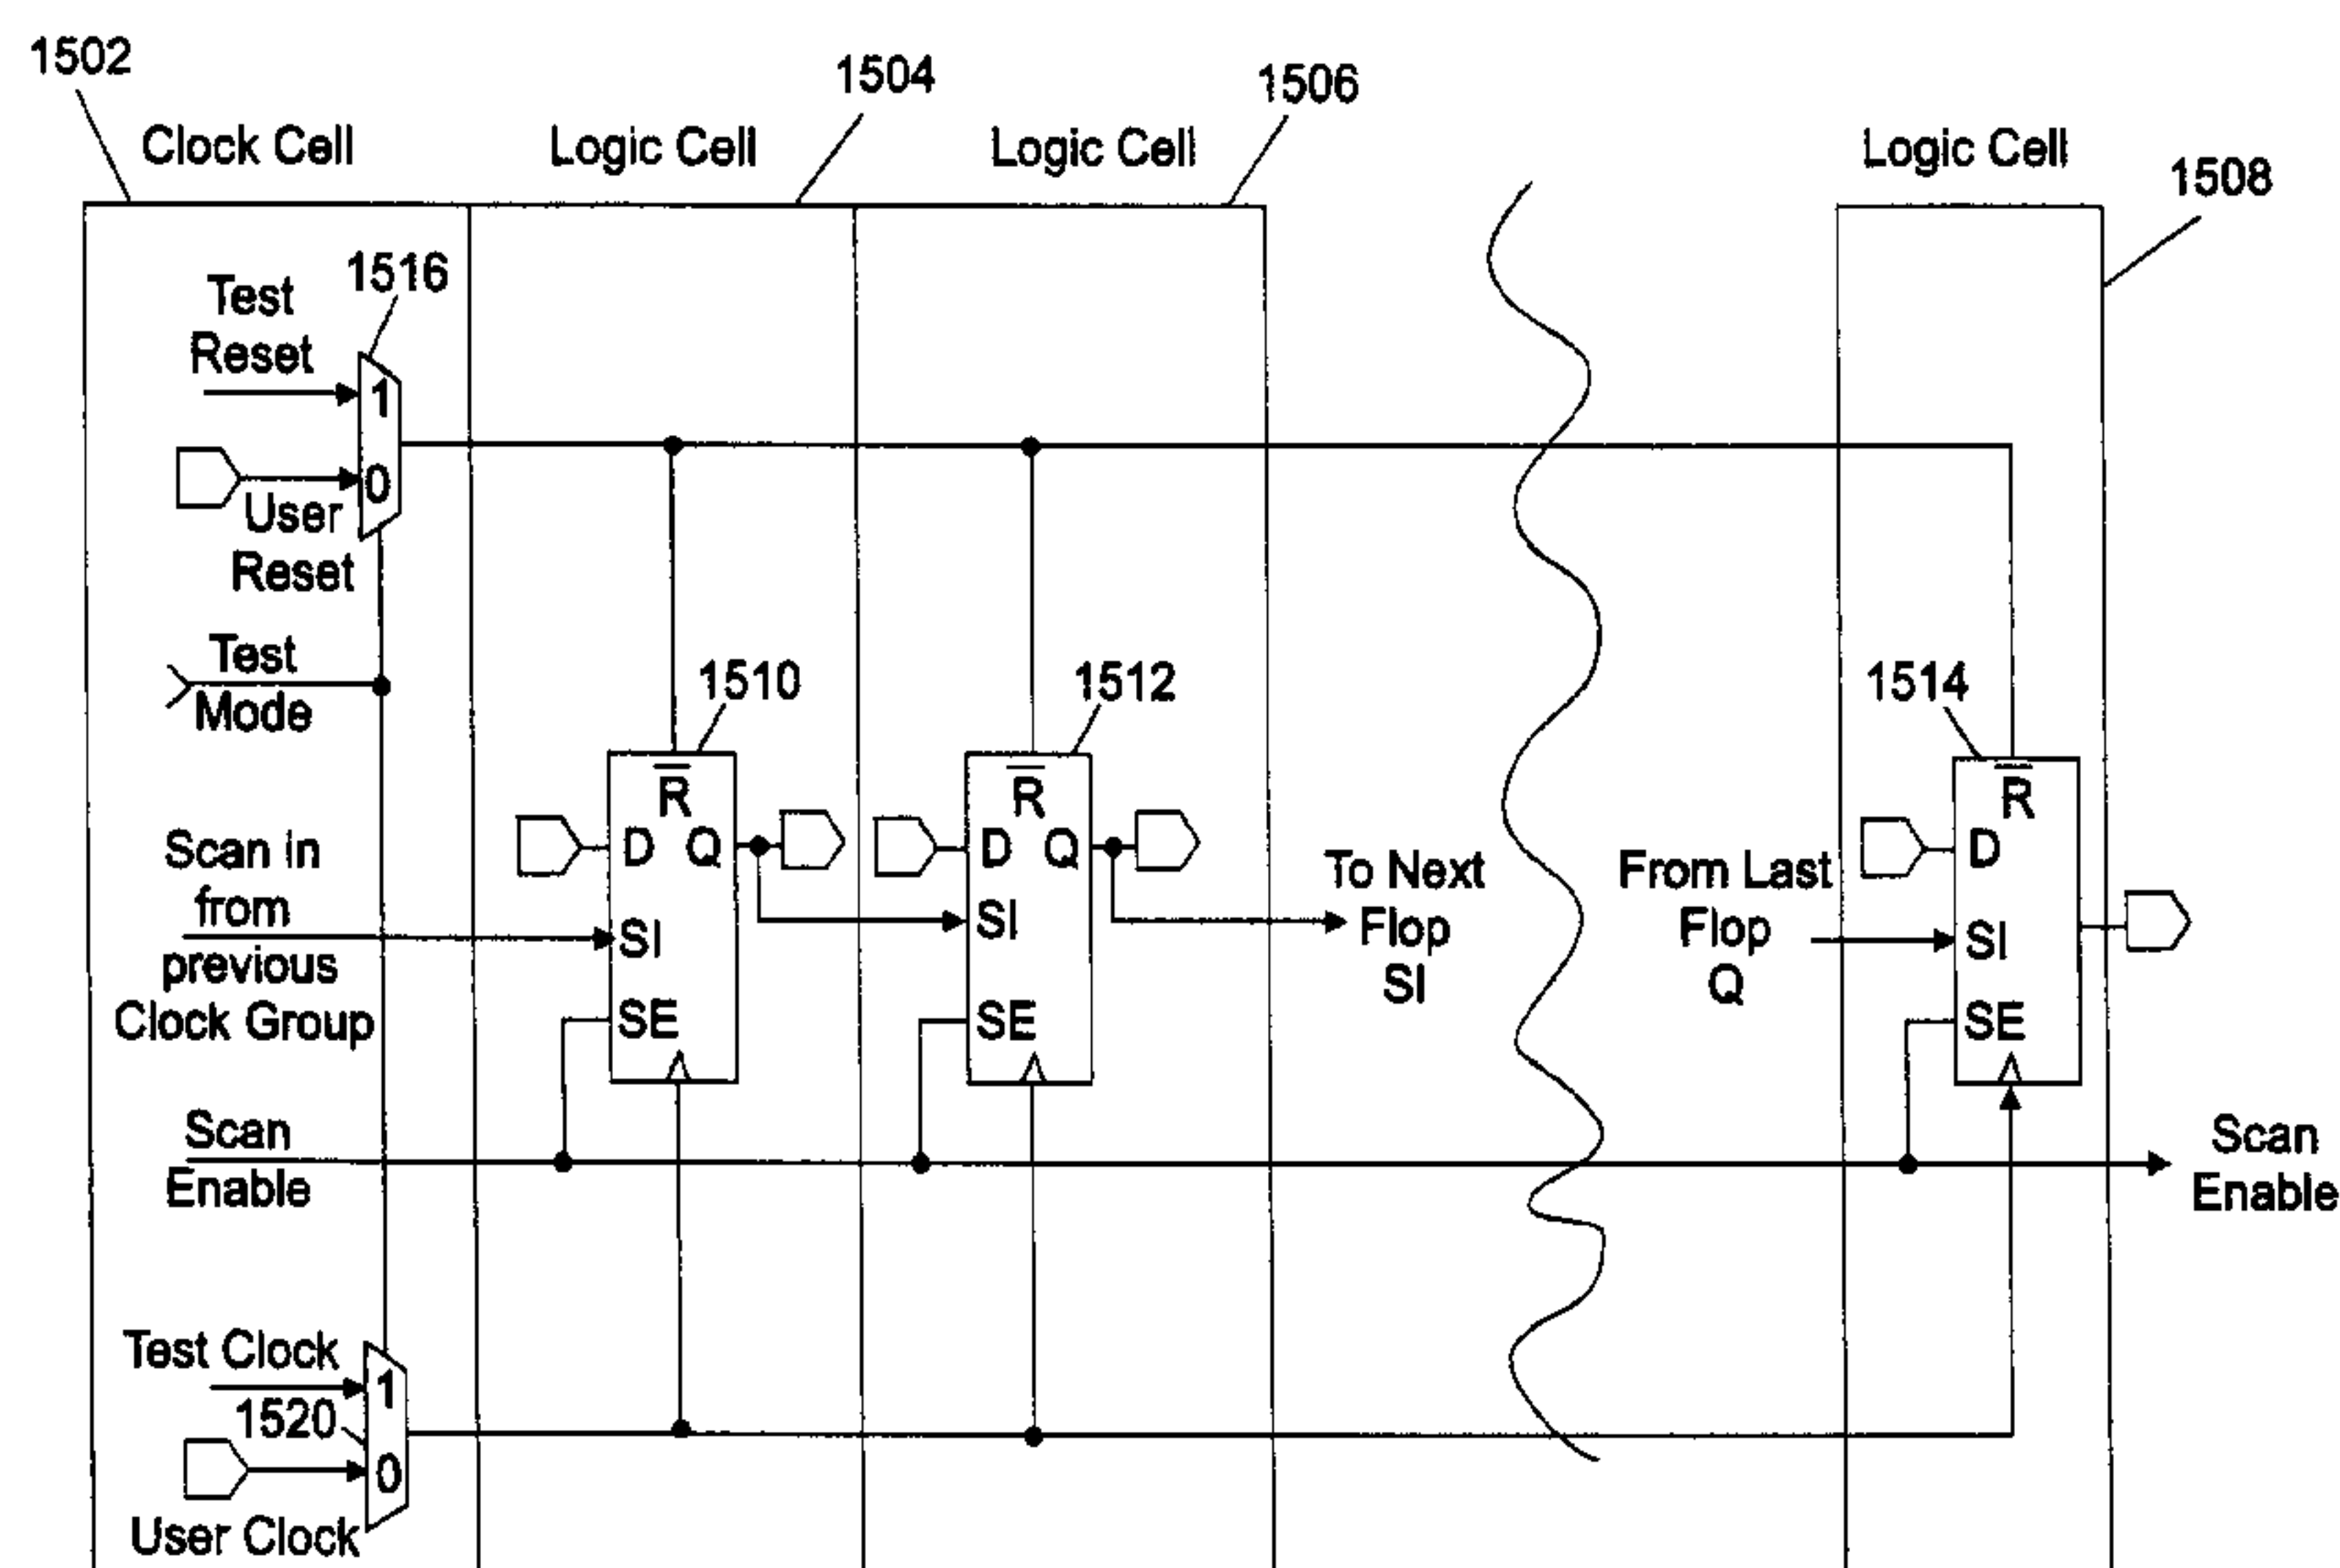 1502
1504
1506
Clock Cell
Logic Cell
Logic Cell
Logic Cell
1508
Test
Reset
1516
1
0
User
Reset
Test
Mode
1510
1512
1514
R
D Q
SI
SE
R
D Q
SI
SE
R
D
SI
SE
Scan in
from
previous
Clock Group
To Next
Flop
SI
From Last
Flop
Q
Scan
Enable
Scan
Enable
Test Clock
1520
1
0
User Clock